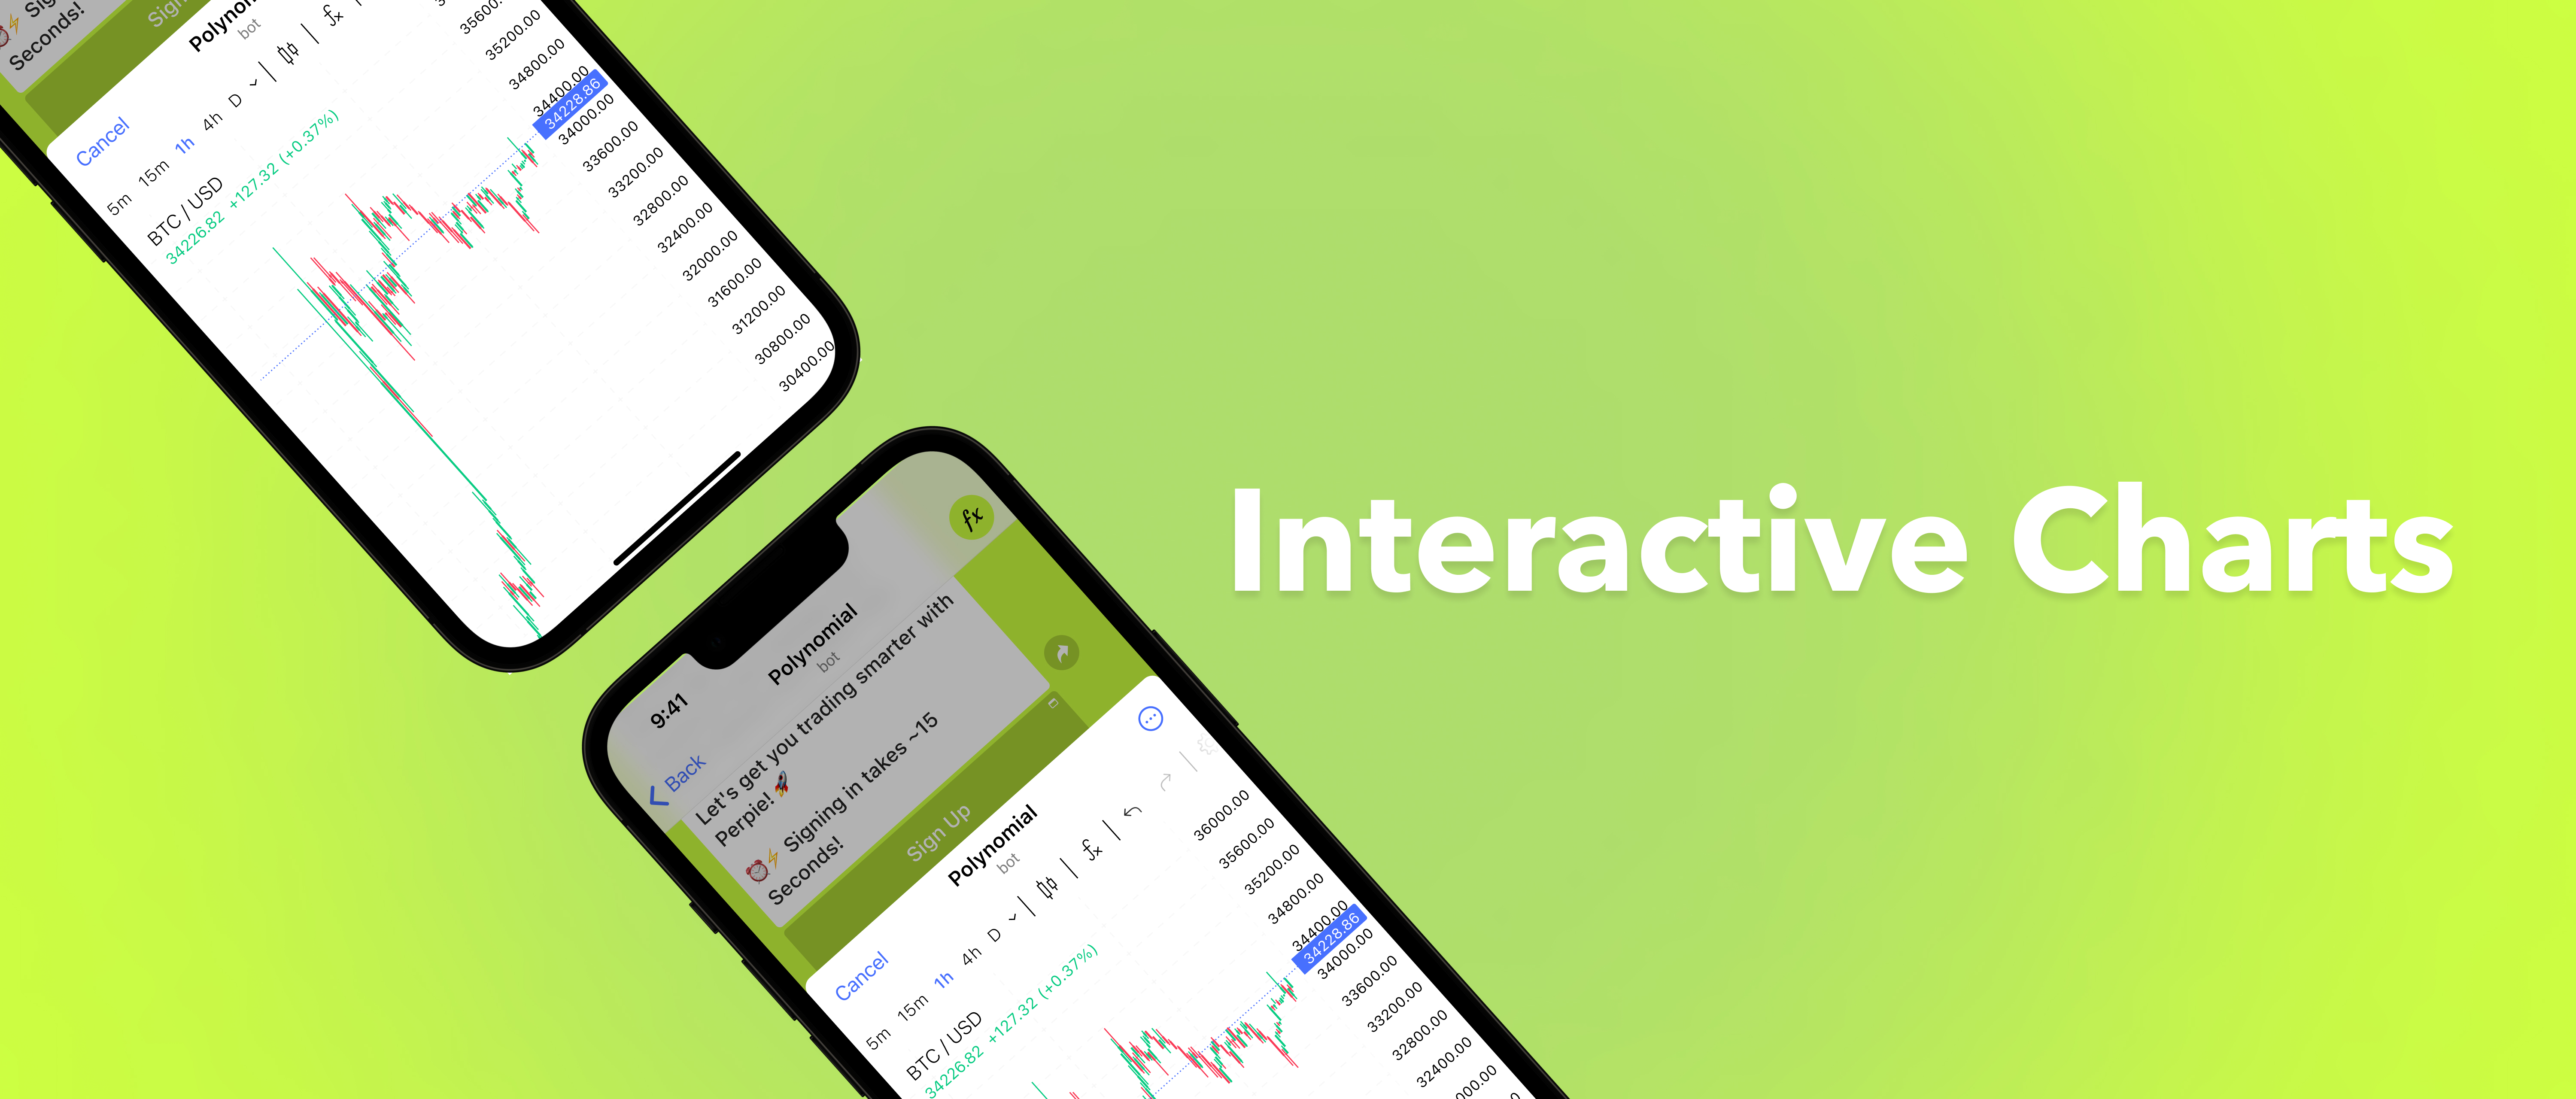 Seconds!
Polynomial
bot
Cancel
5m 15m 1h 4h D
BTC / USD
34226.82 +127.32 (+0.37%)
35600.00
35200.00
34800.00
34400.00
34228.86
34000.00
33600.00
33200.00
32800.00
32400.00
32000.00
31600.00
31200.00
30800.00
30400.00
Interactive Charts
9:41
Back
Polynomial
bot
fx
Let's get you trading smarter with
Perpie! 🚀
⏰⚡ Signing in takes ~15
Seconds!
Sign Up
Cancel
Polynomial
bot
5m 15m 1h 4h D fx
BTC / USD
34226.82 +127.32 (+0.37%)
36000.00
35600.00
35200.00
34800.00
34400.00
34228.86
34000.00
33600.00
33200.00
32800.00
32400.00